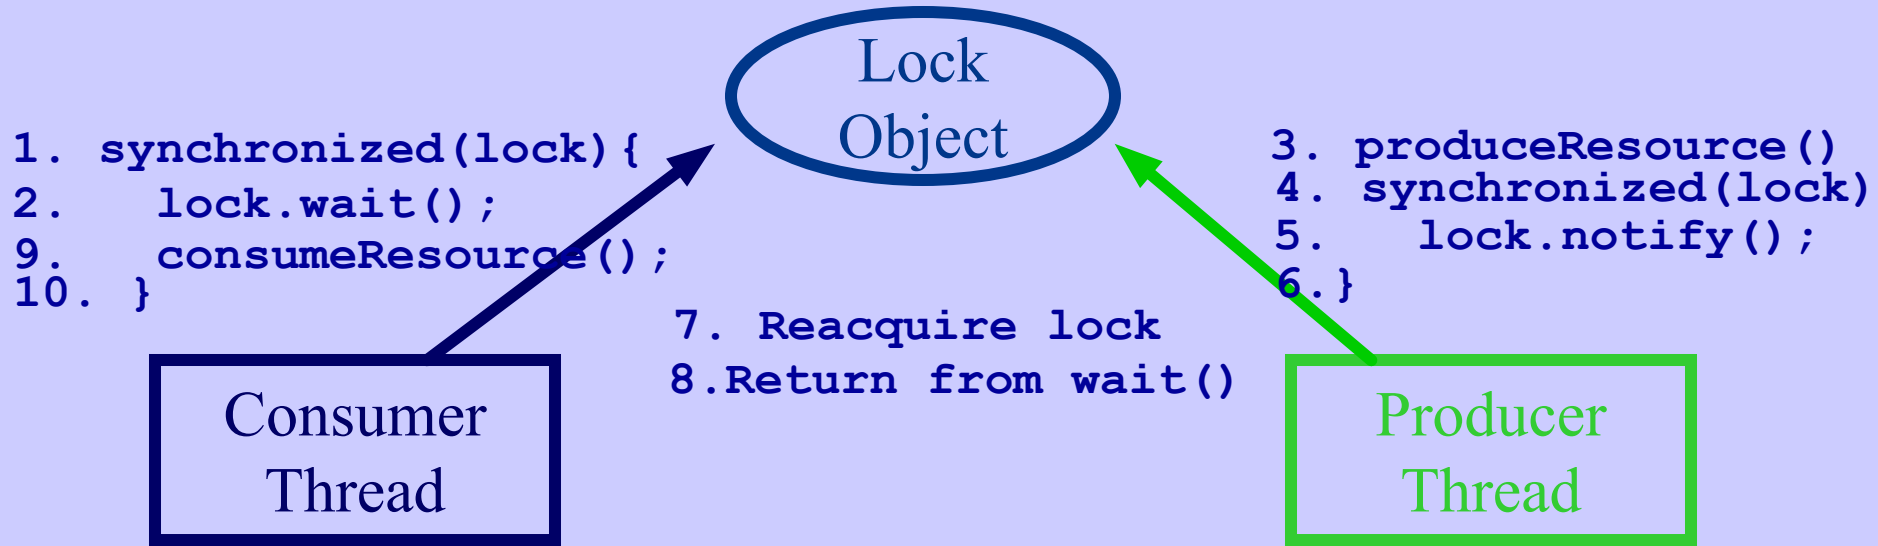 Lock
Object
1. synchronized(lock){
2.   lock.wait();
9.   consumeResource();
10. }
3. produceResource()
4. synchronized(lock)
5.   lock.notify();
6.}
7. Reacquire lock
8.Return from wait()
Consumer
Thread
Producer
Thread